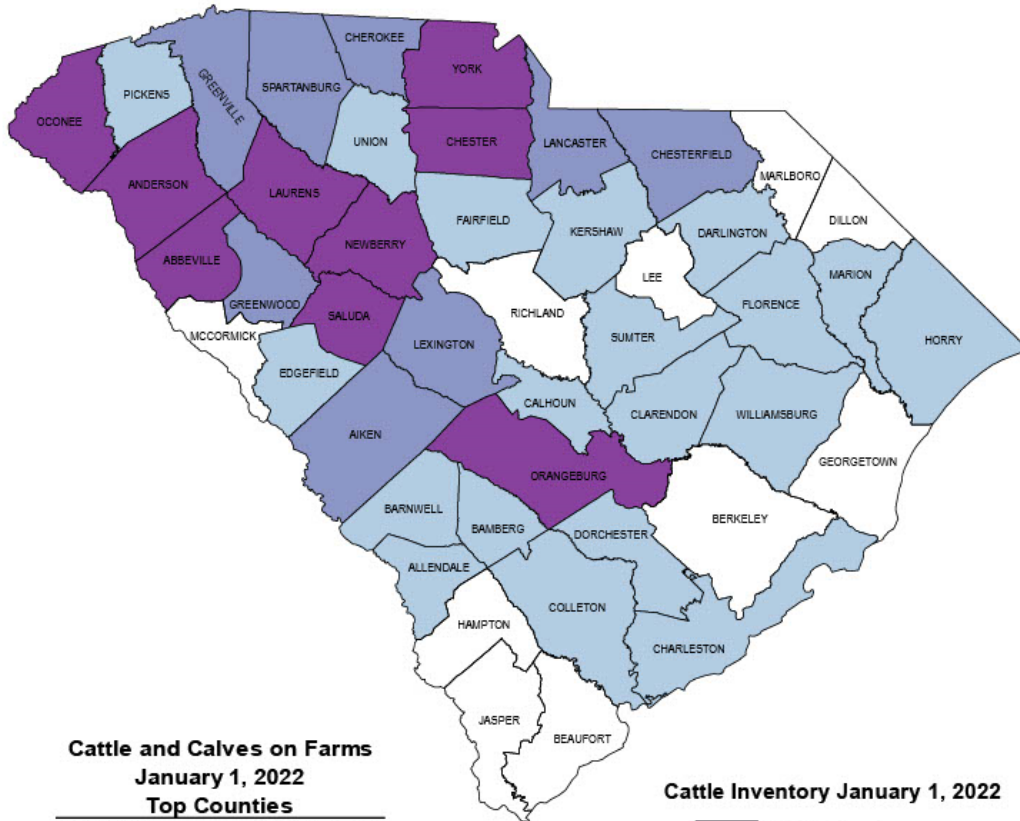 CHEROKEE
YORK
PICKENS
GREENVILLE
SPARTANBURG
OCONEE
UNION
CHESTER
LANCASTER
CHESTERFIELD
MARLBORO
ANDERSON
LAURENS
DILLON
FAIRFIELD
KERSHAW
DARLINGTON
NEWBERRY
ABBEVILLE
LEE
MARION
GREENWOOD
SALUDA
RICHLAND
FLORENCE
MCCORMICK
LEXINGTON
SUMTER
HORRY
EDGEFIELD
CALHOUN
CLARENDON
WILLIAMSBURG
AIKEN
GEORGETOWN
ORANGEBURG
BARNWELL
BERKELEY
BAMBERG
DORCHESTER
ALLENDALE
COLLETON
HAMPTON
CHARLESTON
JASPER
BEAUFORT
Cattle and Calves on Farms
January 1, 2022
Top Counties
Cattle Inventory January 1, 2022